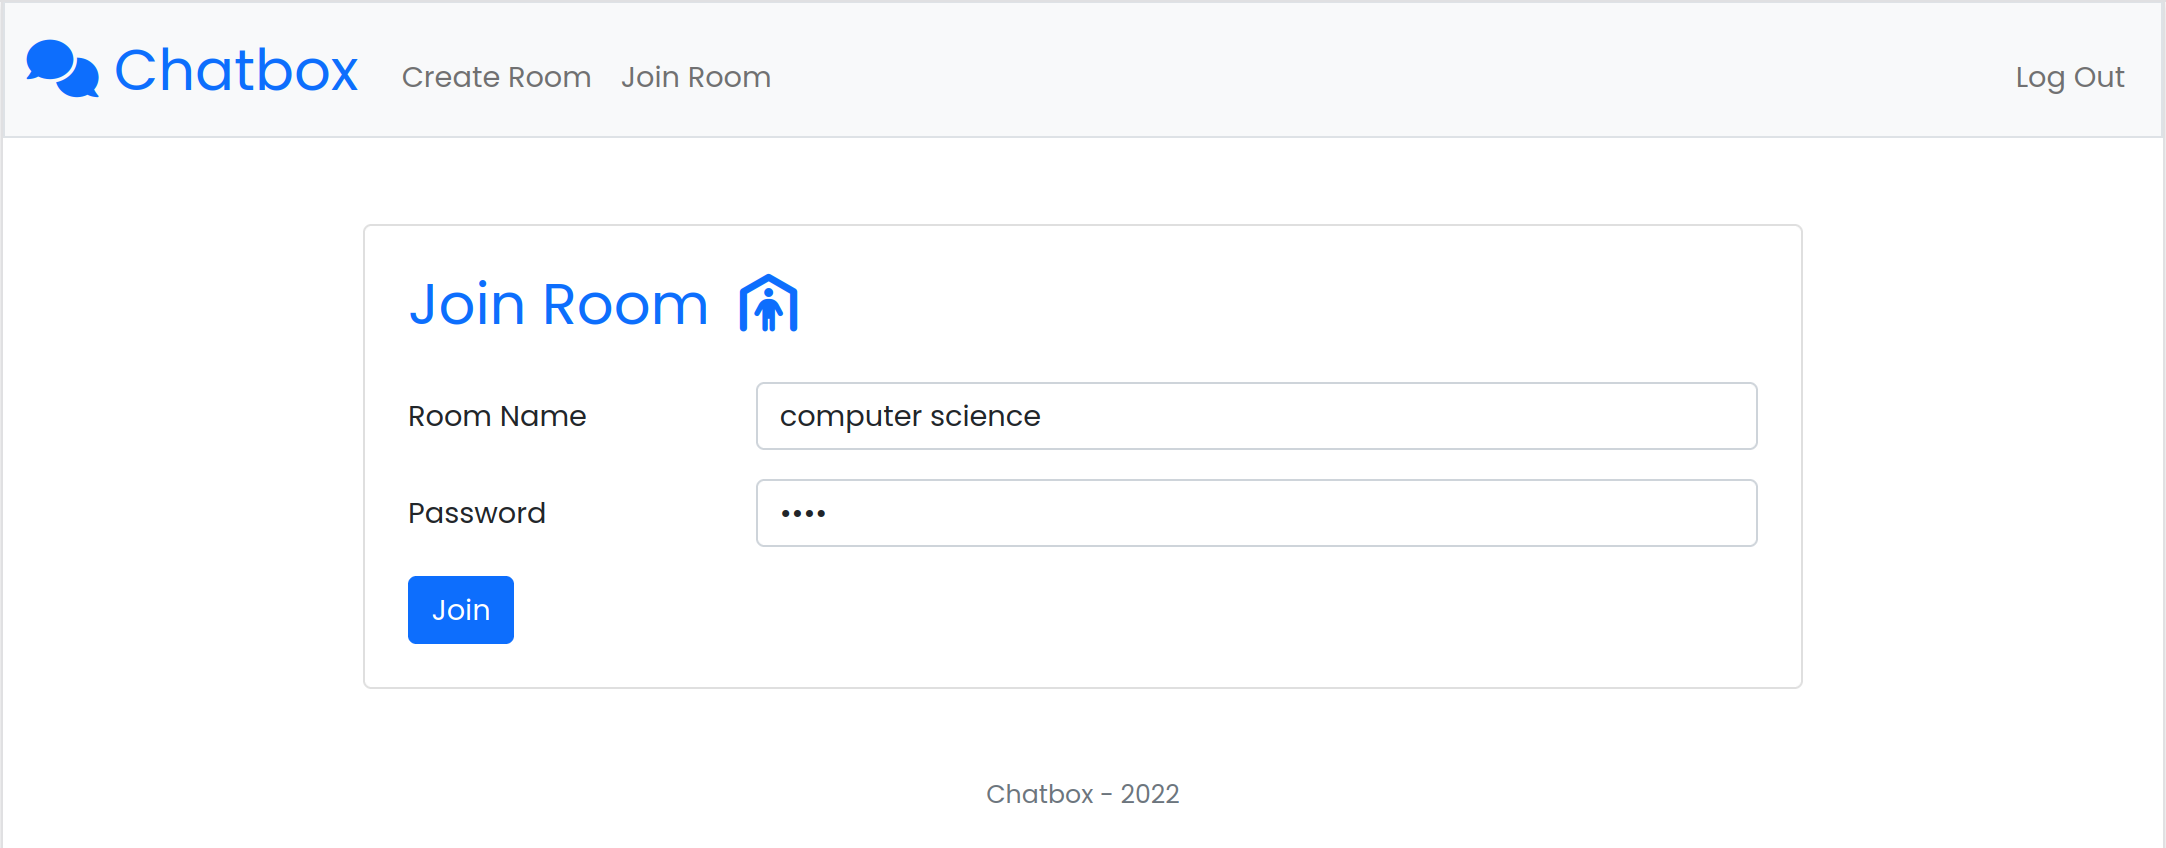 Chatbox Create Room Join Room Log Out
Join Room
Room Name computer science
Password ••••
Join
Chatbox - 2022